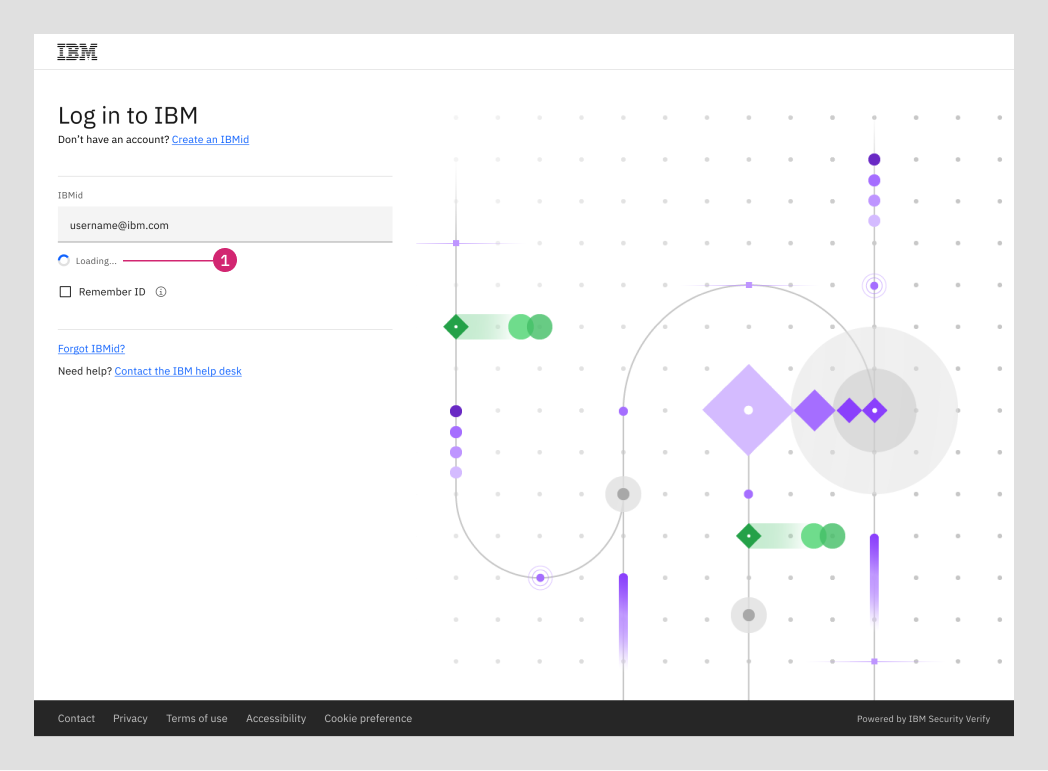 IBM
Log in to IBM
Don't have an account? Create an IBMid
IBMid
username@ibm.com
Loading... 1
Remember ID
Forgot IBMid?
Need help? Contact the IBM help desk
Contact Privacy Terms of use Accessibility Cookie preference Powered by IBM Security Verify